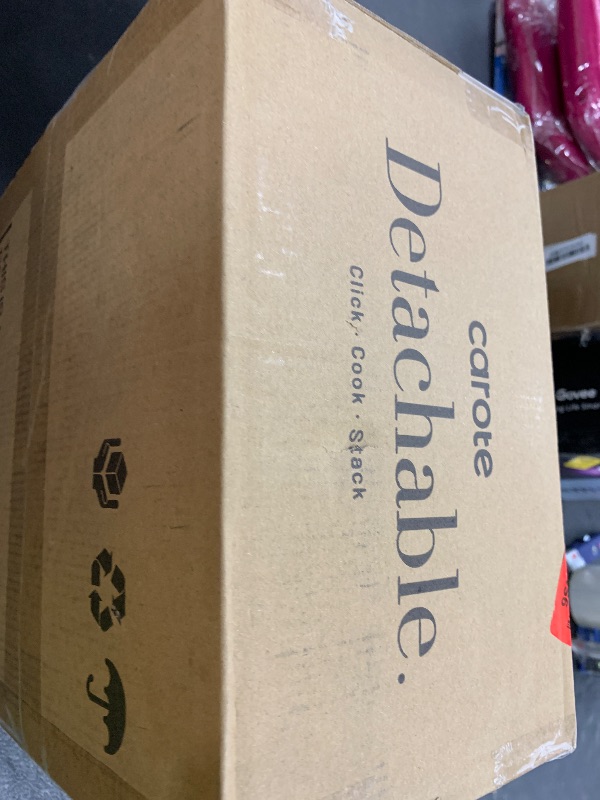 carote
Detachable.
Click · Cook · Stack
Govee